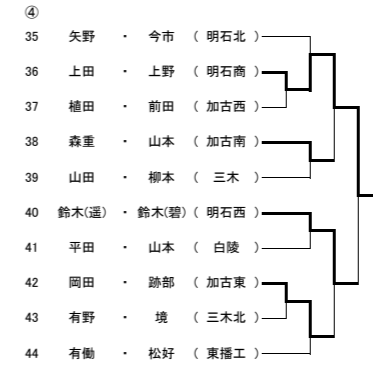 ④
35 矢野 ・ 今市 ( 明石北 )
36 上田 ・ 上野 ( 明石商 )
37 植田 ・ 前田 ( 加古西 )
38 森重 ・ 山本 ( 加古南 )
39 山田 ・ 柳本 ( 三木 )
40 鈴木(遥) ・ 鈴木(碧) ( 明石西 )
41 平田 ・ 山本 ( 白陵 )
42 岡田 ・ 跡部 ( 加古東 )
43 有野 ・ 境 ( 三木北 )
44 有働 ・ 松好 ( 東播工 )